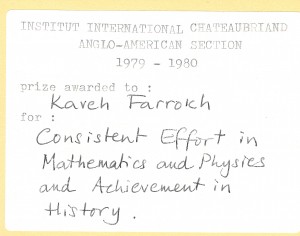 INSTITUT INTERNATIONAL CHATEAUBRIAND
ANGLO-AMERICAN SECTION
1979 - 1980
prize awarded to :
Kaveh Farrokh
for :
Consistent Effort in
Mathematics and Physics
and Achievement in
History.